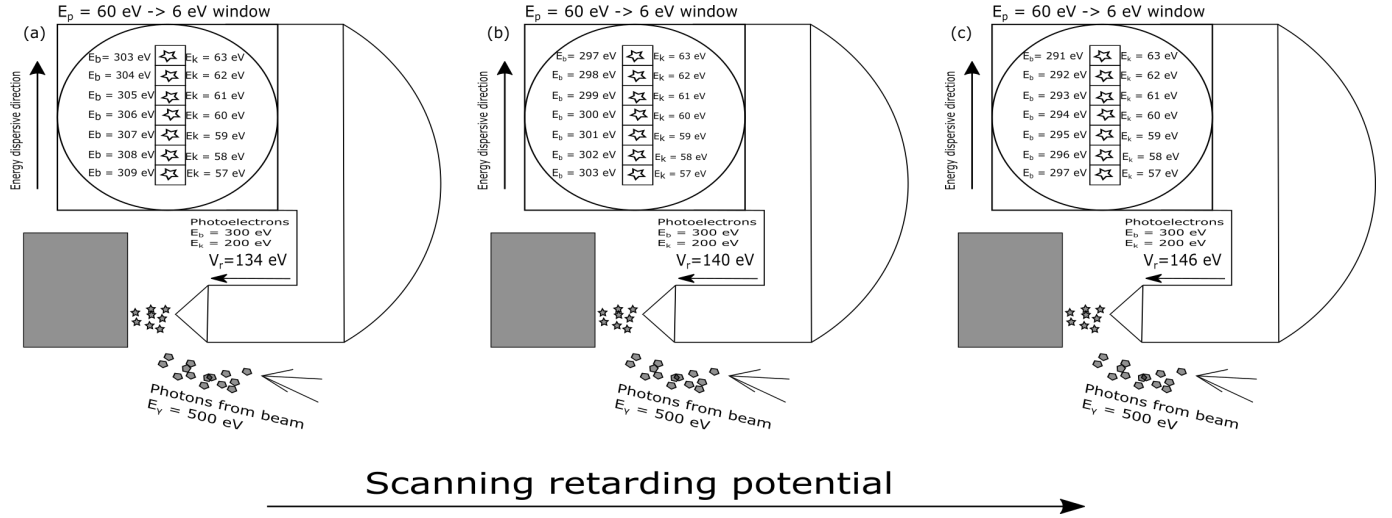 E_p = 60 eV -> 6 eV window
(a)
Energy dispersive direction
E_b= 303 eV E_k = 63 eV
E_b = 304 eV E_k = 62 eV
E_b = 305 eV E_k = 61 eV
E_b = 306 eV E_k = 60 eV
Eb = 307 eV E_k = 59 eV
Eb = 308 eV E_k = 58 eV
Eb = 309 eV Ek = 57 eV
Photoelectrons
E_b = 300 eV
E_k = 200 eV
V_r=134 eV
Photons from beam
E_γ = 500 eV
E_p = 60 eV -> 6 eV window
(b)
Energy dispersive direction
E_b= 297 eV E_k = 63 eV
E_b = 298 eV E_k = 62 eV
E_b = 299 eV E_k = 61 eV
E_b = 300 eV E_k = 60 eV
E_b = 301 eV E_k = 59 eV
E_b = 302 eV E_k = 58 eV
E_b = 303 eV E_k = 57 eV
Photoelectrons
E_b = 300 eV
E_k = 200 eV
V_r=140 eV
Photons from beam
E_γ = 500 eV
E_p = 60 eV -> 6 eV window
(c)
Energy dispersive direction
E_b= 291 eV E_k = 63 eV
E_b = 292 eV E_k = 62 eV
E_b = 293 eV E_k = 61 eV
E_b = 294 eV E_k = 60 eV
E_b = 295 eV E_k = 59 eV
E_b = 296 eV E_k = 58 eV
E_b = 297 eV E_k = 57 eV
Photoelectrons
E_b = 300 eV
E_k = 200 eV
V_r=146 eV
Photons from beam
E_γ = 500 eV
Scanning retarding potential